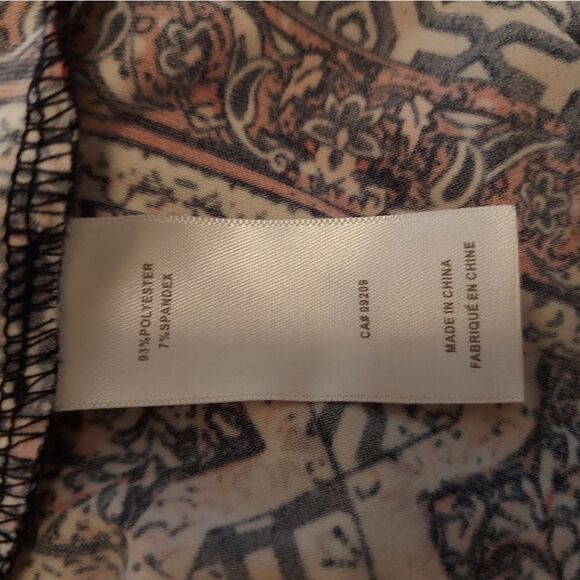 93%POLYESTER
7%SPANDEX
CA# 09209
MADE IN CHINA
FABRIQUÉ EN CHINE